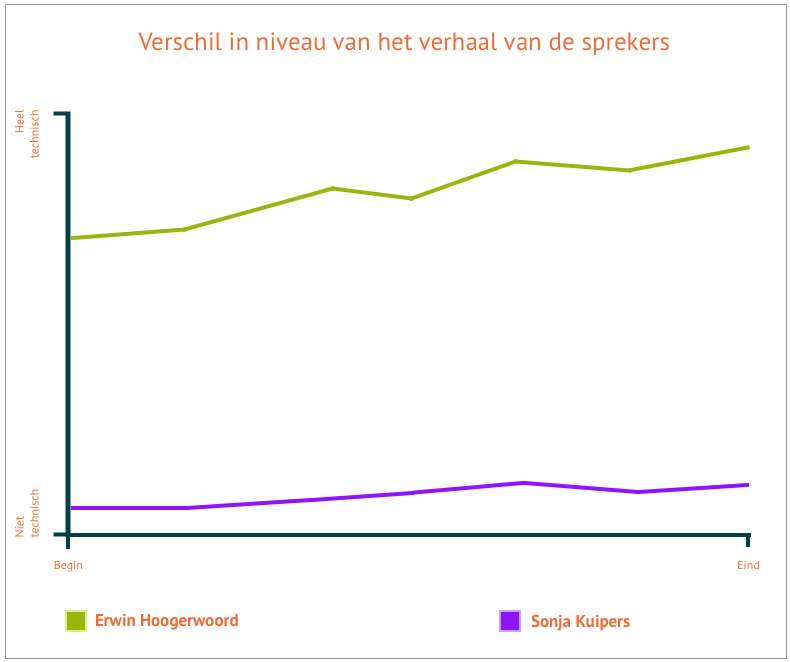 Verschil in niveau van het verhaal van de sprekers
Heel
technisch
Niet
technisch
Begin
Eind
Erwin Hoogerwoord
Sonja Kuipers